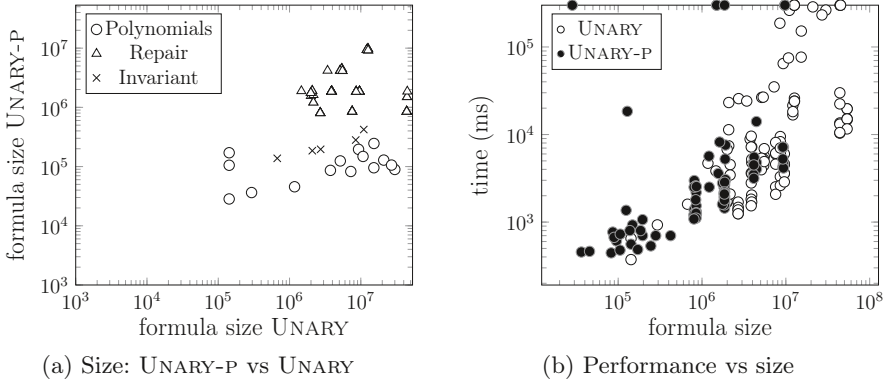 formula size UNARY-P
10^7
10^6
10^5
10^4
10^3
Polynomials
Repair
Invariant
10^3 10^4 10^5 10^6 10^7
formula size UNARY
(a) Size: UNARY-P vs UNARY
time (ms)
10^5
10^4
10^3
UNARY
UNARY-P
10^5 10^6 10^7 10^8
formula size
(b) Performance vs size